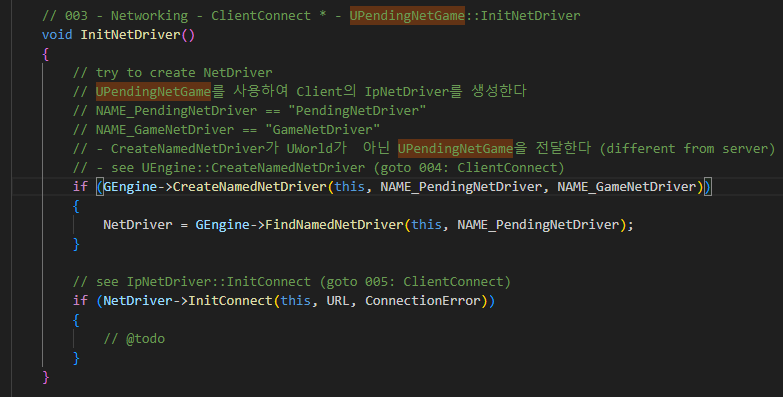 // 003 - Networking - ClientConnect * - UPendingNetGame::InitNetDriver
void InitNetDriver()
{
// try to create NetDriver
// UPendingNetGame를 사용하여 Client의 IpNetDriver를 생성한다
// NAME_PendingNetDriver == "PendingNetDriver"
// NAME_GameNetDriver == "GameNetDriver"
// - CreateNamedNetDriver가 UWorld가  아닌 UPendingNetGame을 전달한다 (different from server)
// - see UEngine::CreateNamedNetDriver (goto 004: ClientConnect)
if (GEngine->CreateNamedNetDriver(this, NAME_PendingNetDriver, NAME_GameNetDriver))
{
NetDriver = GEngine->FindNamedNetDriver(this, NAME_PendingNetDriver);
}
// see IpNetDriver::InitConnect (goto 005: ClientConnect)
if (NetDriver->InitConnect(this, URL, ConnectionError))
{
// @todo
}
}